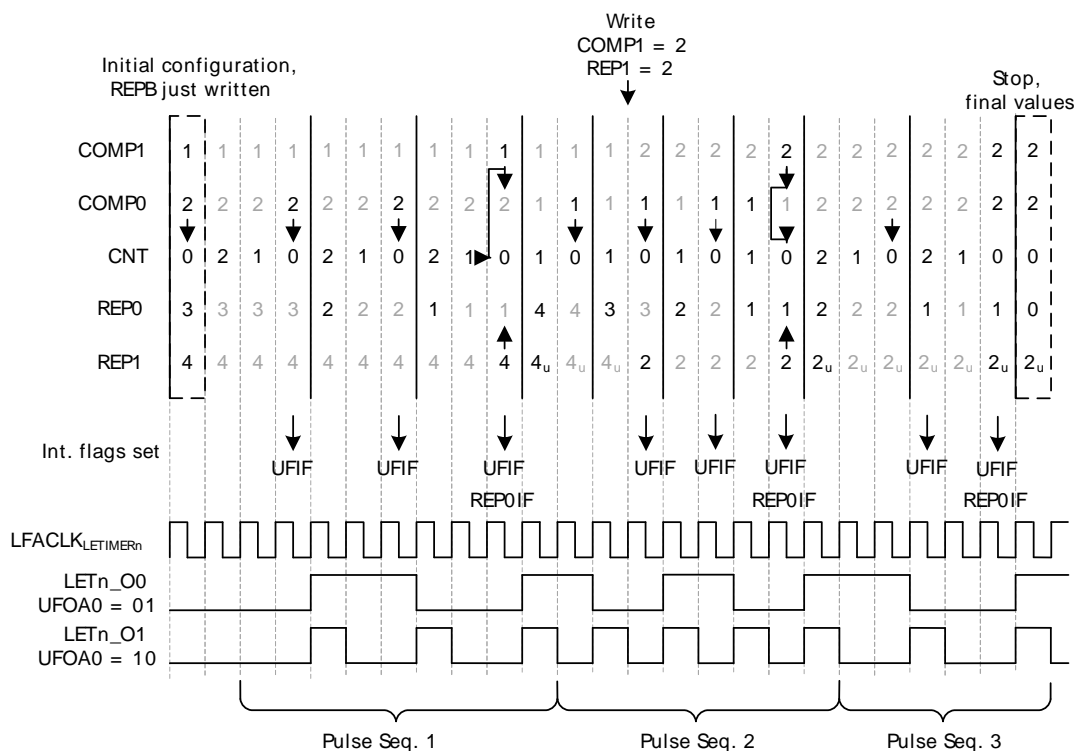 Write
COMP1 = 2
REP1 = 2
Initial configuration,
REPB just written
Stop,
final values
COMP1 1 1 1 1 1 1 1 1 1 1 1 1 1 2 2 2 2 2 2 2 2 2 2 2 2
COMP0 2 2 2 2 2 2 2 2 2 2 1 1 1 1 1 1 1 1 2 2 2 2 2 2 2
CNT 0 2 1 0 2 1 0 2 1 0 1 0 1 0 1 0 1 0 2 1 0 2 1 0 0
REP0 3 3 3 3 2 2 2 1 1 1 4 4 3 3 2 2 1 1 2 2 2 1 1 1 0
REP1 4 4 4 4 4 4 4 4 4 4 4u 4u 4u 2 2 2 2 2 2u 2u 2u 2u 2u 2u 2u
Int. flags set
UFIF UFIF UFIF UFIF UFIF UFIF UFIF UFIF
REP0IF REP0IF REP0IF
LFACLKLETIMERn
LETn_O0
UFOA0 = 01
LETn_O1
UFOA0 = 10
Pulse Seq. 1 Pulse Seq. 2 Pulse Seq. 3